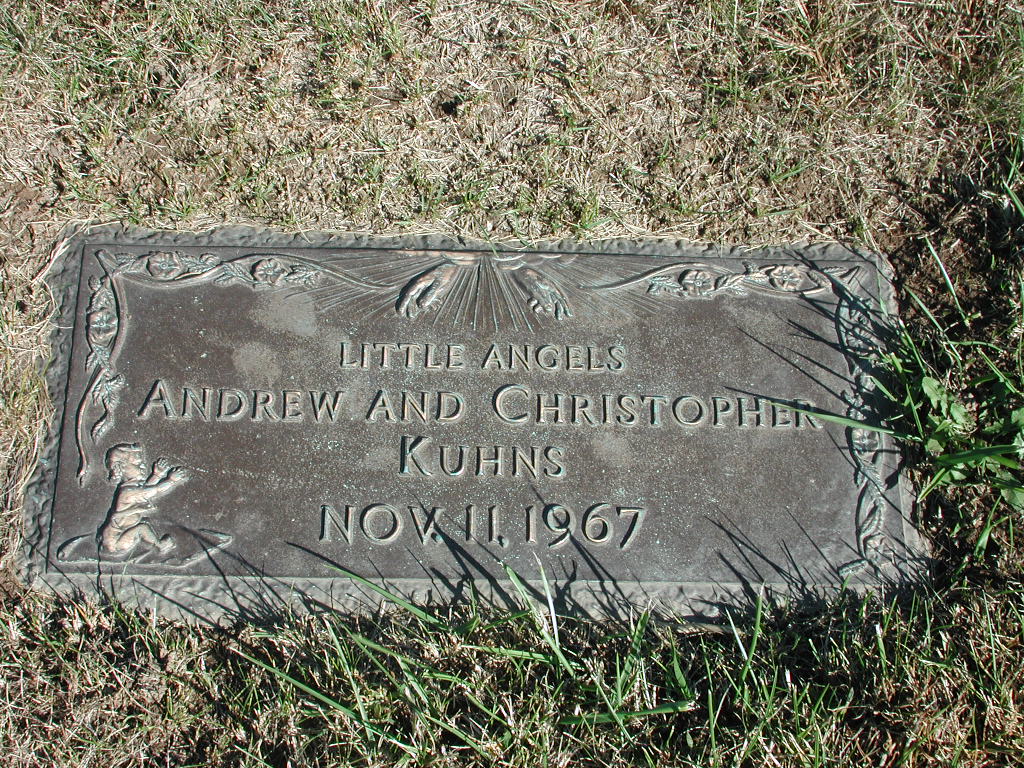 LITTLE ANGELS
ANDREW AND CHRISTOPHER
KUHNS
NOV. 11, 1967